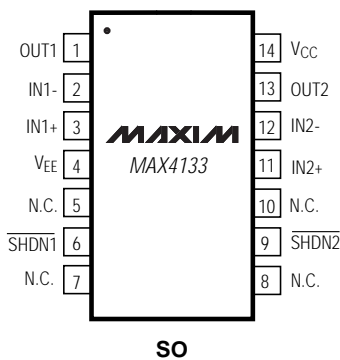 OUT1 1 14 VCC
IN1- 2 13 OUT2
IN1+ 3 12 IN2-
MAXIM
VEE 4 MAX4133 11 IN2+
N.C. 5 10 N.C.
SHDN1 6 9 SHDN2
N.C. 7 8 N.C.
SO